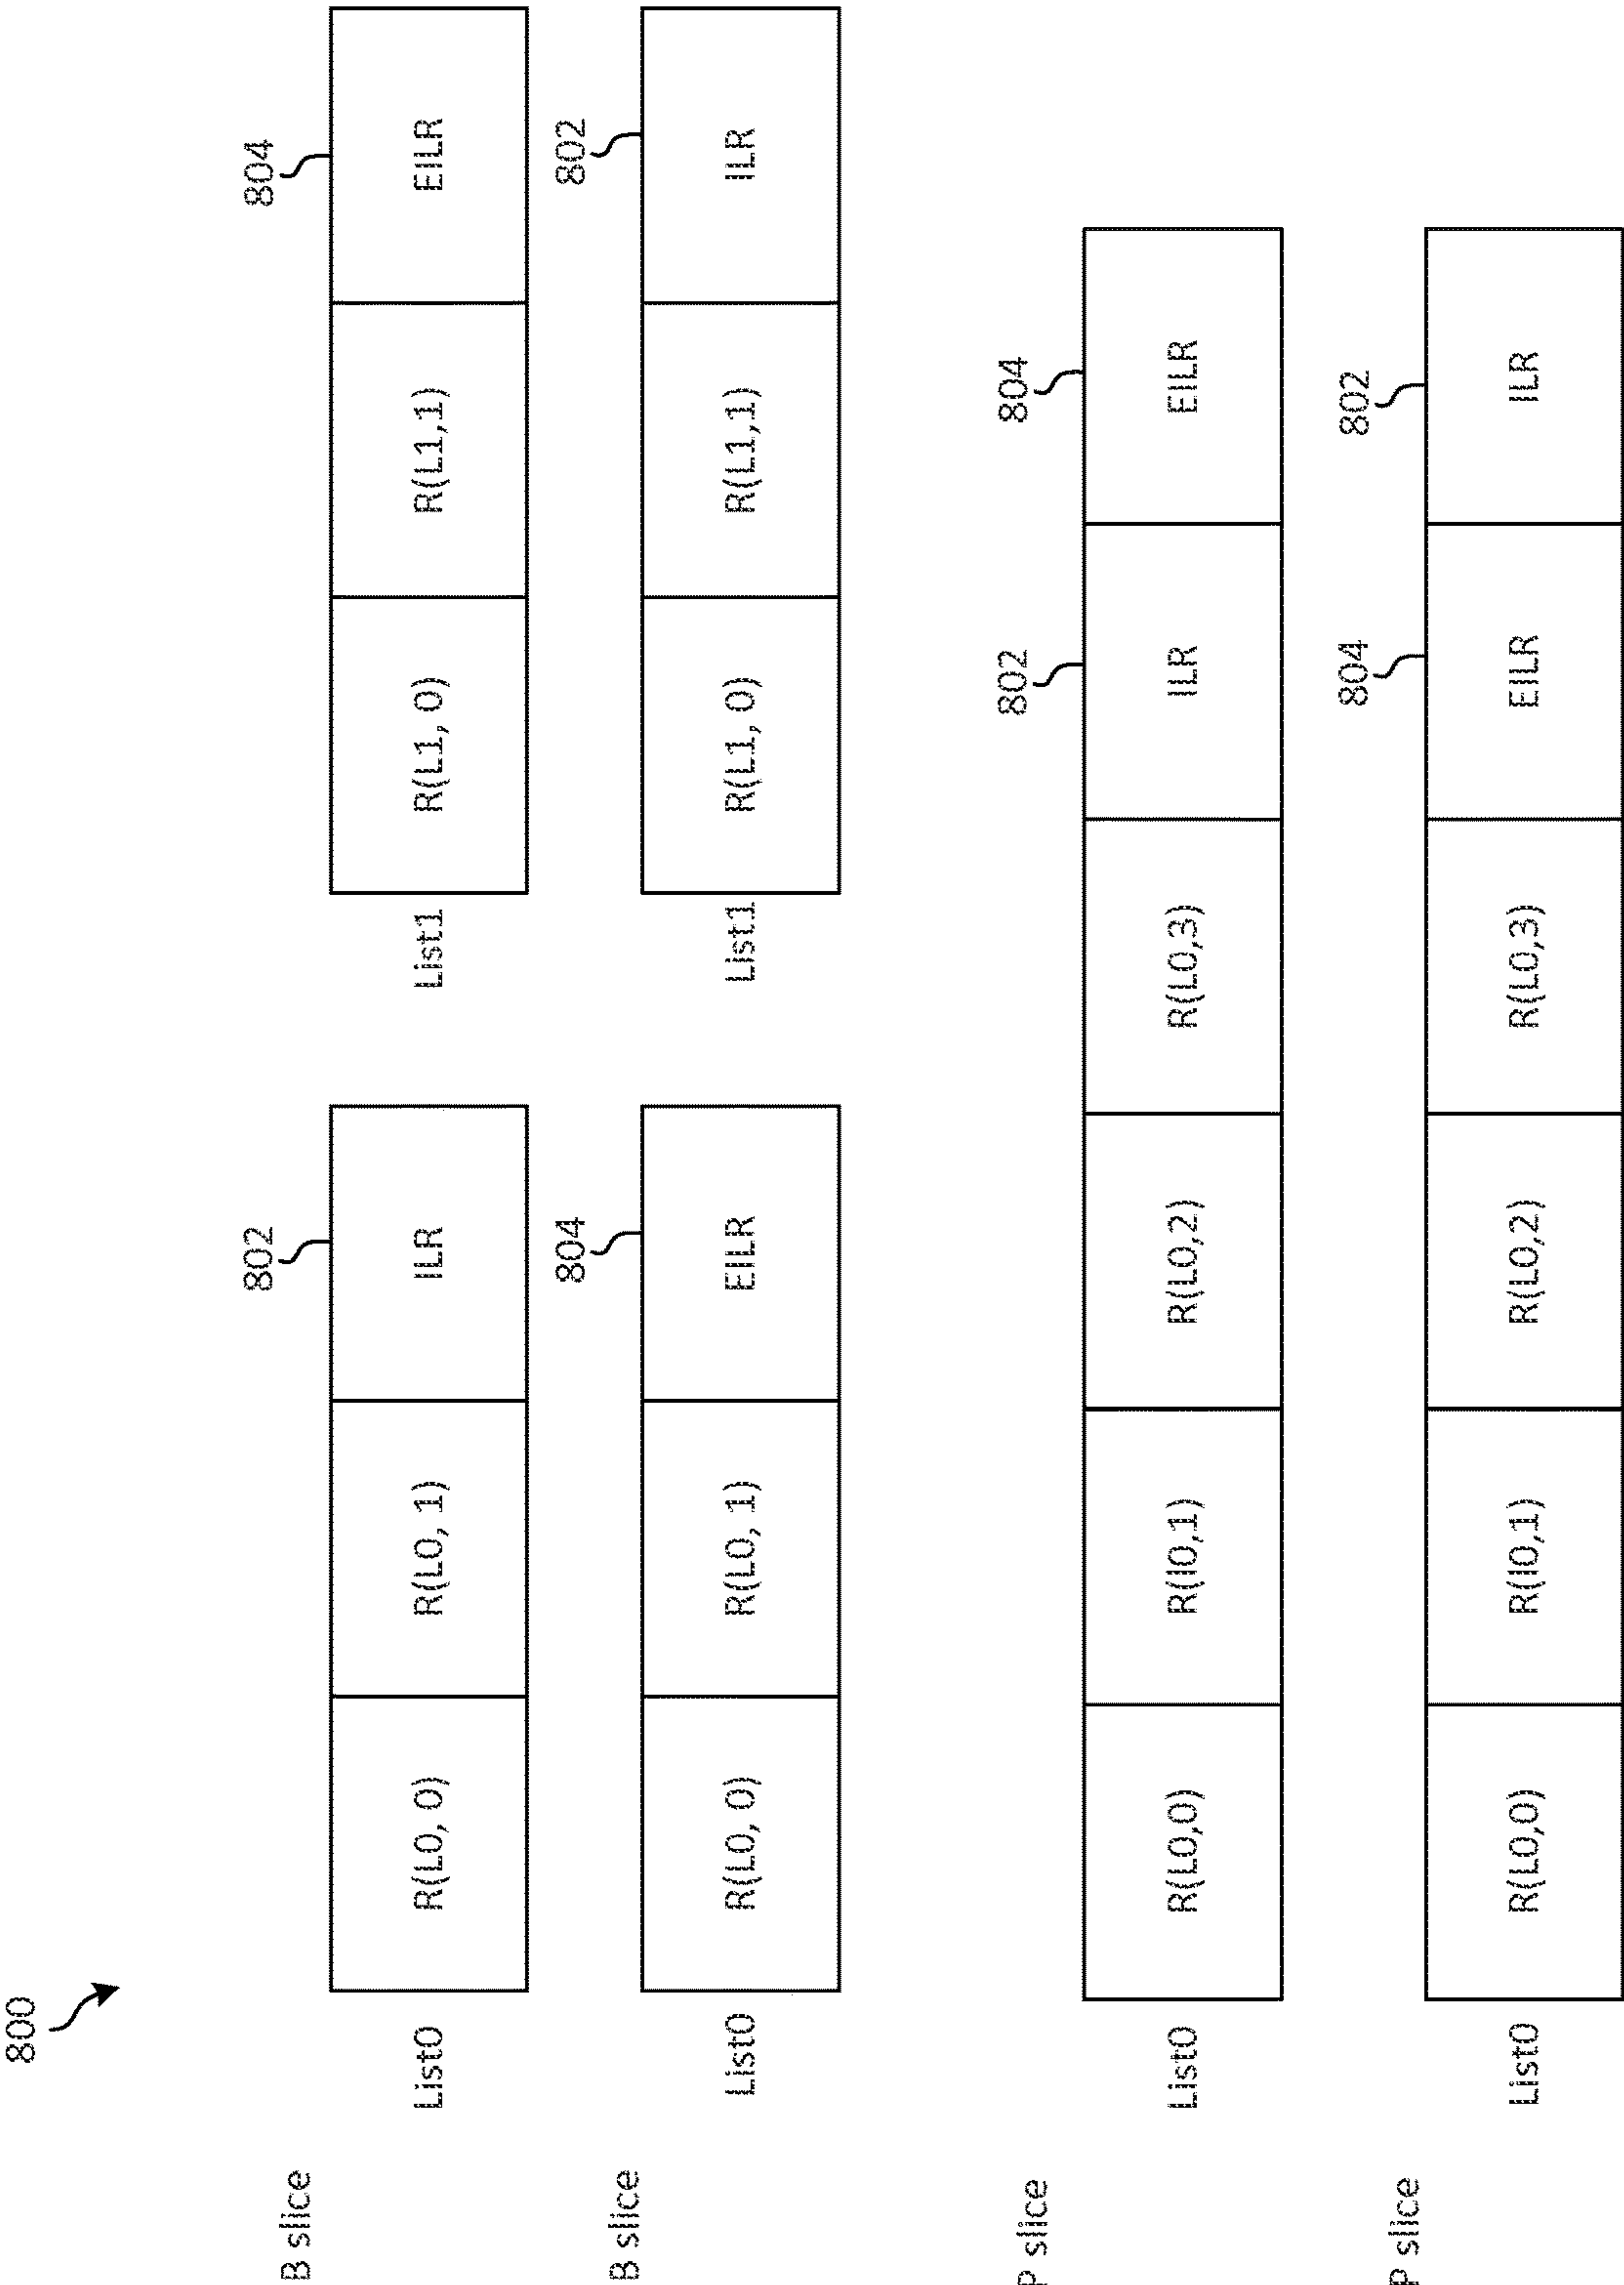 800
B slice
802
804
List0 R(L0, 0) R(L0, 1) ILR List1 R(L1, 0) R(L1,1) EILR
B slice
804
802
List0 R(L0, 0) R(L0, 1) EILR List1 R(L1, 0) R(L1,1) ILR
P slice
802
804
List0 R(L0,0) R(l0,1) R(L0,2) R(L0,3) ILR EILR
P slice
804
802
List0 R(L0,0) R(l0,1) R(L0,2) R(L0,3) EILR ILR